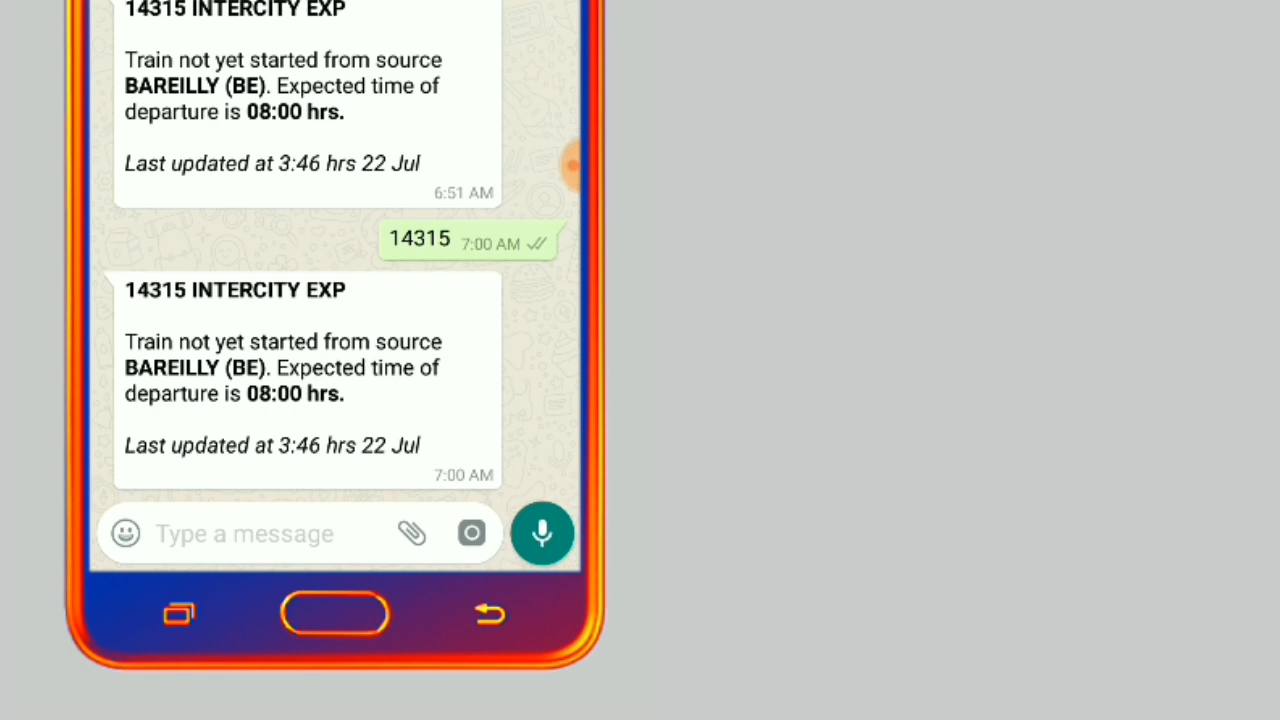 14315 INTERCITY EXP
Train not yet started from source
BAREILLY (BE). Expected time of
departure is 08:00 hrs.
Last updated at 3:46 hrs 22 Jul
6:51 AM
14315 7:00 AM
14315 INTERCITY EXP
Train not yet started from source
BAREILLY (BE). Expected time of
departure is 08:00 hrs.
Last updated at 3:46 hrs 22 Jul
7:00 AM
Type a message